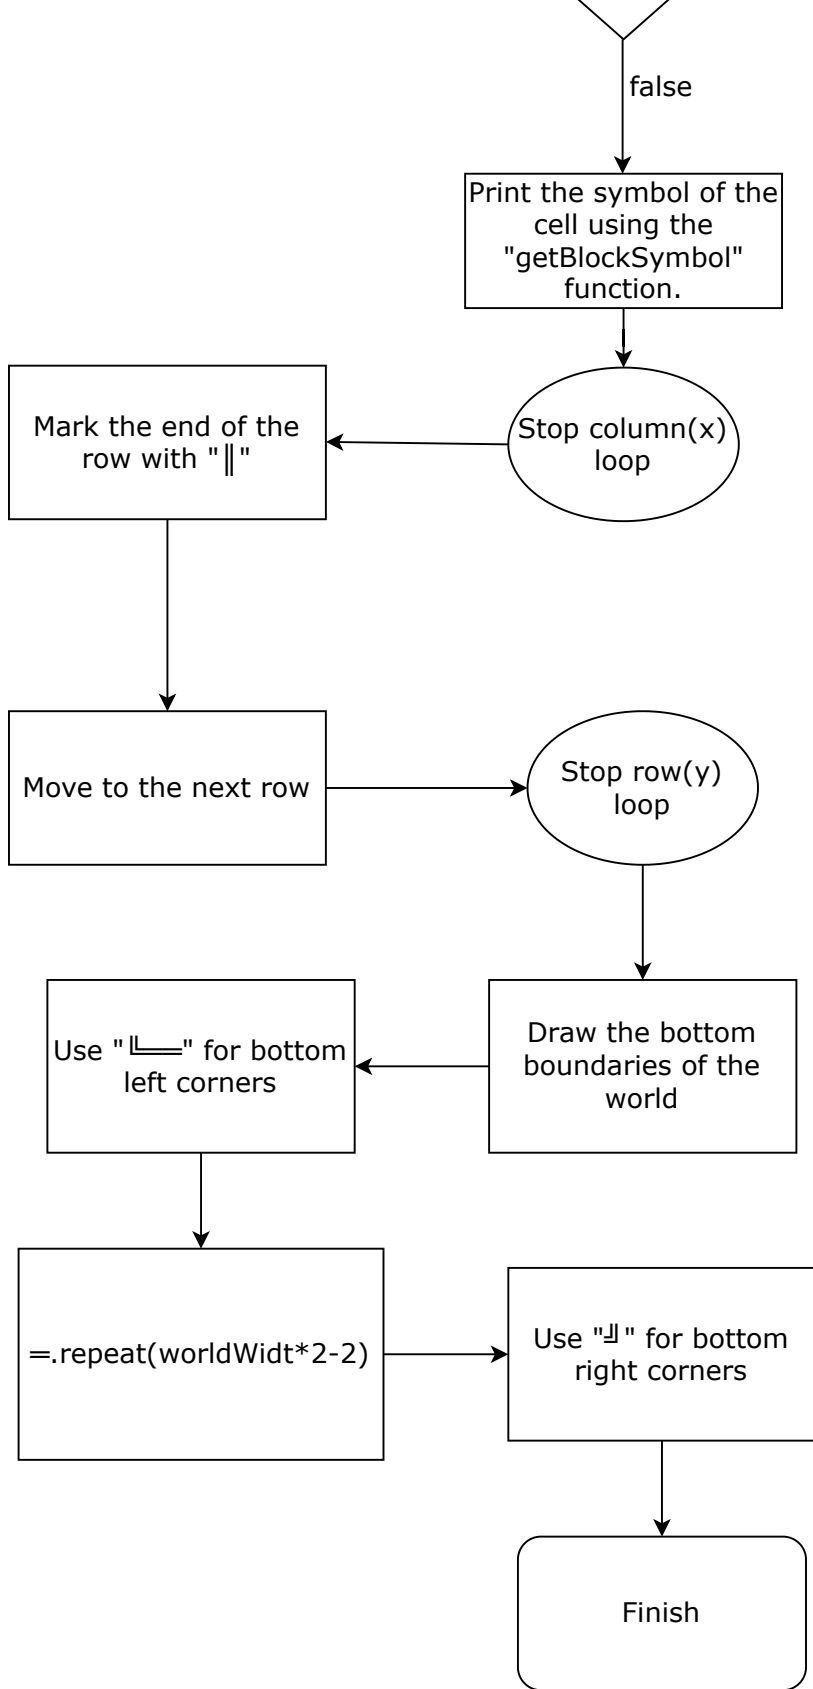 false
Print the symbol of the
cell using the
"getBlockSymbol"
function.
Stop column(x)
loop
Mark the end of the
row with "║"
Move to the next row
Stop row(y)
loop
Draw the bottom
boundaries of the
world
Use "╚══" for bottom
left corners
═.repeat(worldWidt*2-2)
Use "╝" for bottom
right corners
Finish